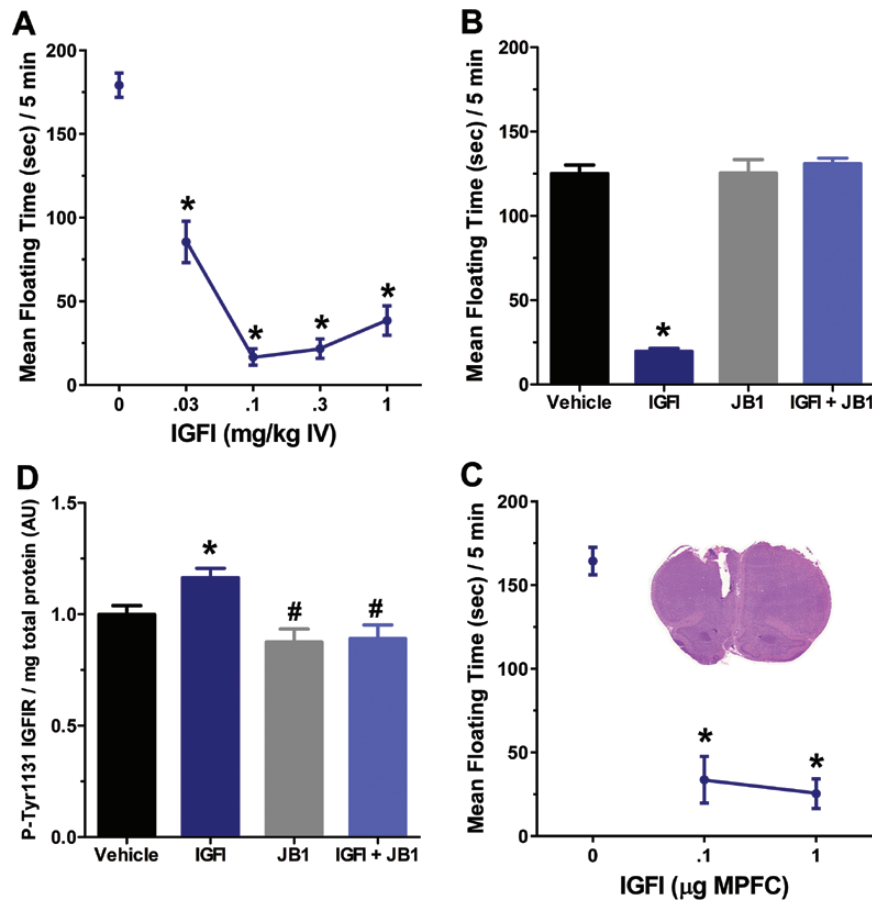 A
Mean Floating Time (sec) / 5 min
200
150
100
50
0
*
*
*
*
0
.03
.1
.3
1
IGFI (mg/kg IV)
B
Mean Floating Time (sec) / 5 min
200
150
100
50
0
*
Vehicle
IGFI
JB1
IGFI + JB1
D
P-Tyr1131 IGFIR / mg total protein (AU)
1.5
1.0
0.5
0.0
*
#
#
Vehicle
IGFI
JB1
IGFI + JB1
C
Mean Floating Time (sec) / 5 min
200
150
100
50
0
*
*
0
.1
1
IGFI (μg MPFC)